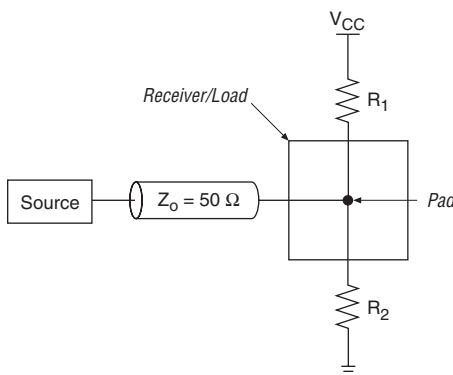 V_CC
R_1
Receiver/Load
Source
Z_o = 50 Ω
Pad
R_2